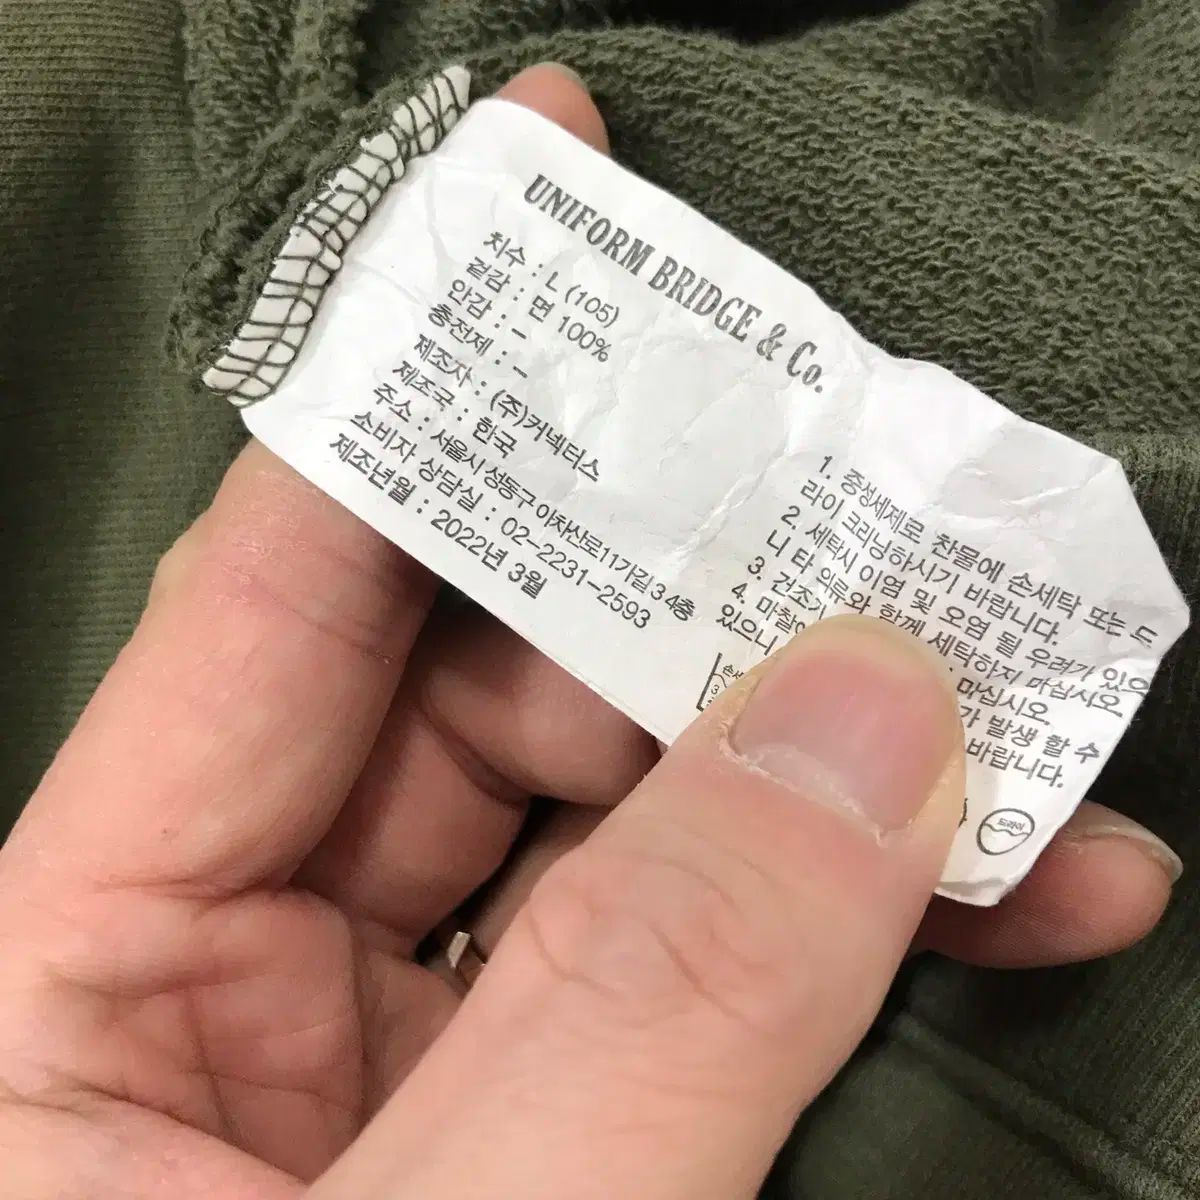 UNIFORM BRIDGE & Co.
치수 : L (105)
겉감 : 면 100%
안감 : –
충전제 : –
제조자 : (주)커넥터스
제조국 : 한국
주소 : 서울시 성동구 아차산로11가길 3 4층
소비자 상담실 : 02-2231-2593
제조년월 : 2022년 3월
1. 중성세제로 찬물에 손세탁 또는 드
라이 크리닝하시기 바랍니다.
2. 세탁시 이염 및 오염 될 우려가 있으
니 타 의류와 함께 세탁하지 마십시오.
3. 건조기 마십시오.
4. 발생 할 수
있으니 바랍니다.
드라이